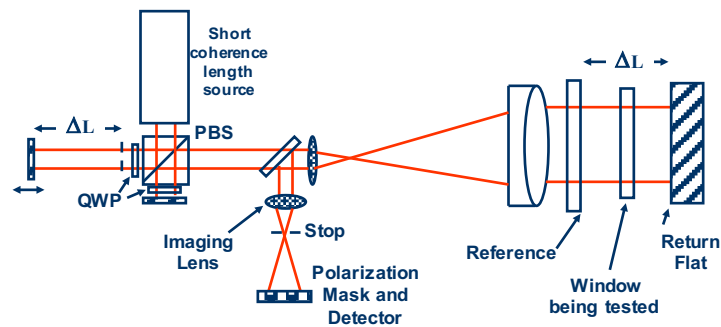 Short
coherence
length
source
ΔL
PBS
QWP
Imaging
Lens
Stop
Polarization
Mask and
Detector
ΔL
Reference
Window
being tested
Return
Flat